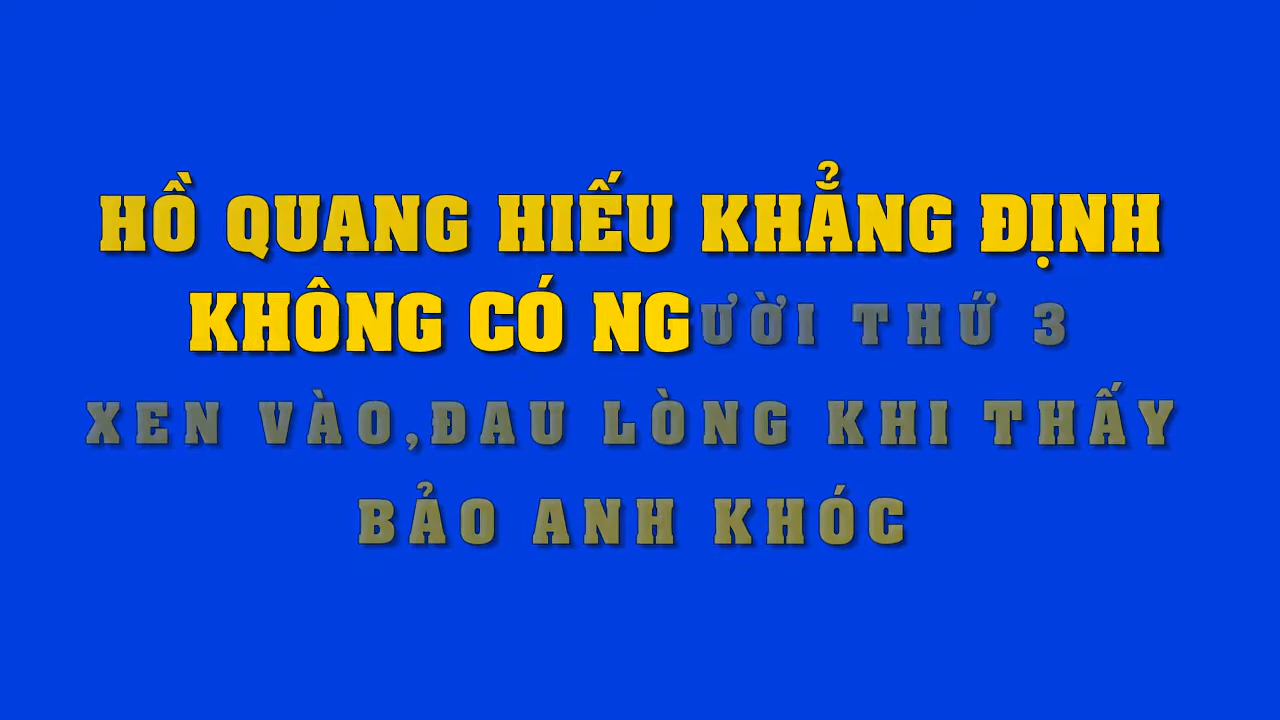 HỒ QUANG HIẾU KHẲNG ĐỊNH
KHÔNG CÓ NGƯỜI THỨ 3
XEN VÀO,ĐAU LÒNG KHI THẤY
BẢO ANH KHÓC